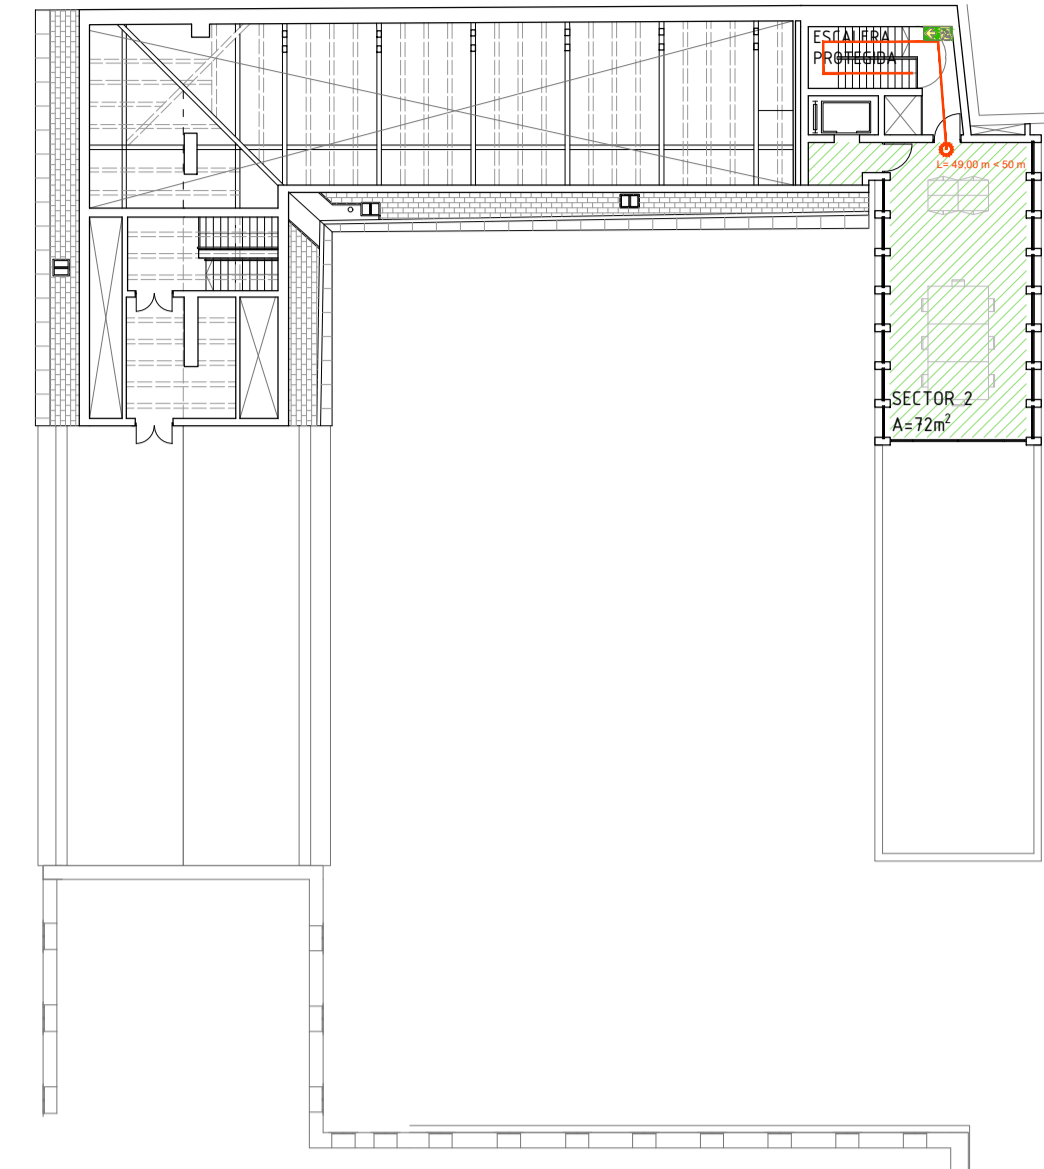 ESCALERA
PROTEGIDA
L= 49,00 m < 50 m
SECTOR 2
A=72m²